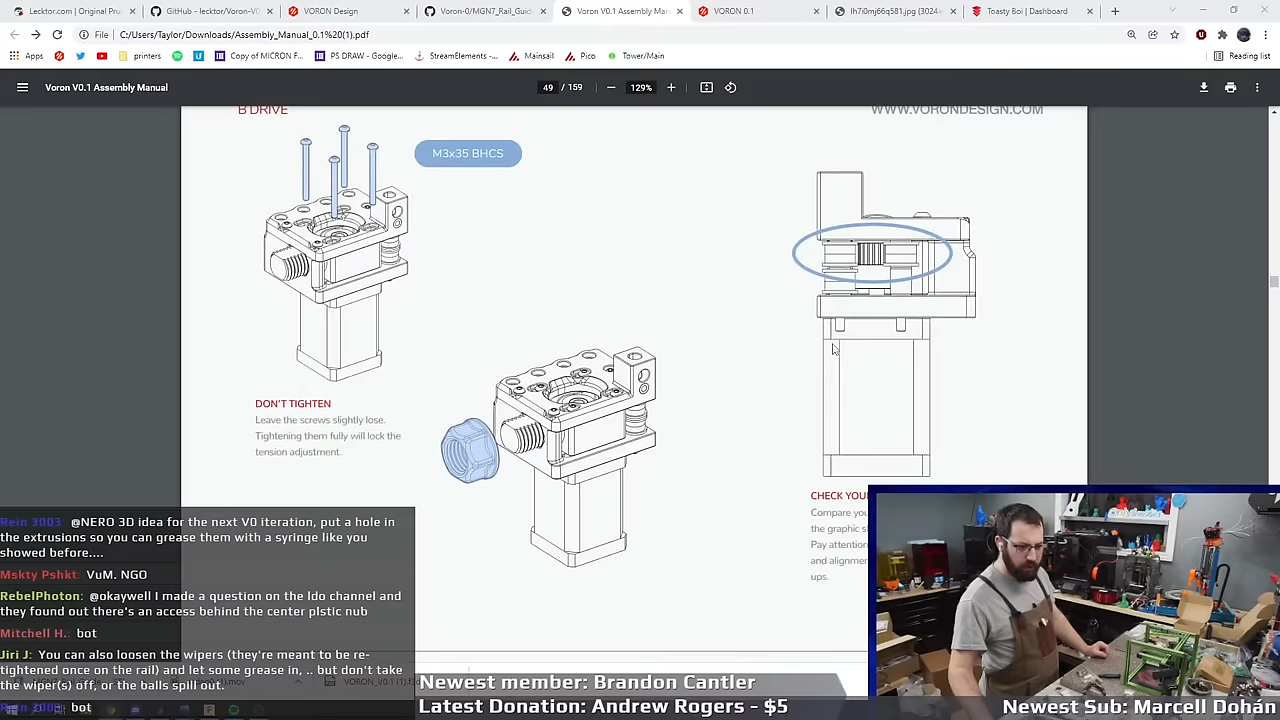 Lecktor.com | Original Pru
GitHub - lecktor/Voron-V0
VORON Design
Voron-0/MGN7_Rail_Guid
Voron V0.1 Assembly Man
VORON 0.1
lh7i0mj66q581.jpg (3024×
Toasty Boi | Dashboard
File | C:/Users/Taylor/Downloads/Assembly_Manual_0.1%20(1).pdf
Apps
printers
Copy of MICRON F...
PS DRAW - Google...
StreamElements -...
Mainsail
Pico
Tower/Main
Reading list
Voron V0.1 Assembly Manual
49 / 159
129%
B DRIVE
WWW.VORONDESIGN.COM
M3x35 BHCS
DON'T TIGHTEN
Leave the screws slightly lose.
Tightening them fully will lock the
tension adjustment.
CHECK YOU
Compare you
the graphic s
Pay attention
and alignmen
ups.
Rein 3003 @NERO 3D idea for the next V0 iteration, put a hole in
the extrusions so you can grease them with a syringe like you
showed before....
Mskty Pshkt: VuM. NGO
RebelPhoton: @okaywell I made a question on the ldo channel and
they found out there's an access behind the center plstlc nub
Mitchell H.: bot
Jiri J: You can also loosen the wipers (they're meant to be re-
tightened once on the rail) and let some grease in .. but don't take
the wiper(s) off, or the balls spill out.
bot
Newest member: Brandon Cantler
Latest Donation: Andrew Rogers - $5
Newest Sub: Marcell Dohán